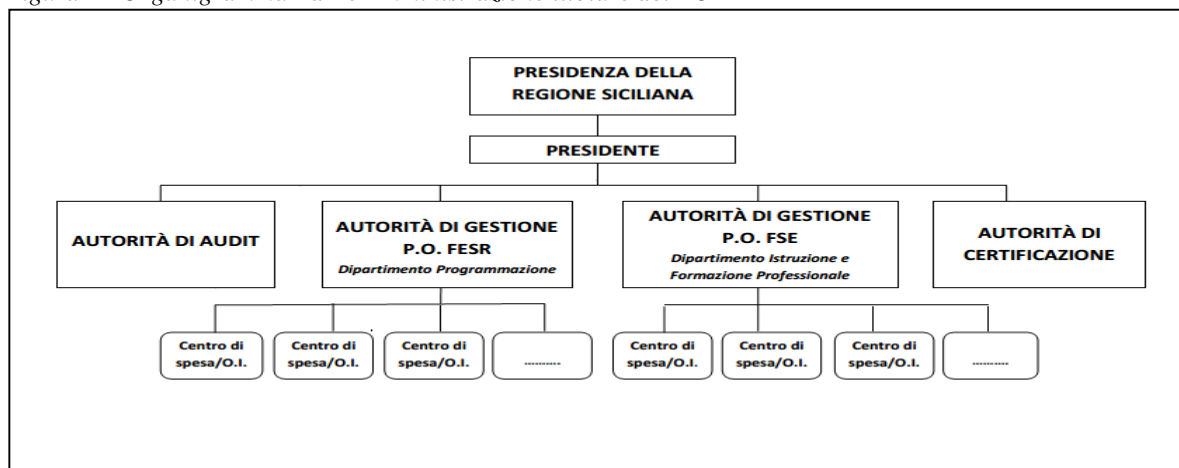 PRESIDENZA DELLA
REGIONE SICILIANA
PRESIDENTE
AUTORITÀ DI AUDIT
AUTORITÀ DI GESTIONE
P.O. FESR
Dipartimento Programmazione
AUTORITÀ DI GESTIONE
P.O. FSE
Dipartimento Istruzione e
Formazione Professionale
AUTORITÀ DI
CERTIFICAZIONE
Centro di
spesa/O.I.
Centro di
spesa/O.I.
Centro di
spesa/O.I.
..........
Centro di
spesa/O.I.
Centro di
spesa/O.I.
Centro di
spesa/O.I.
..........